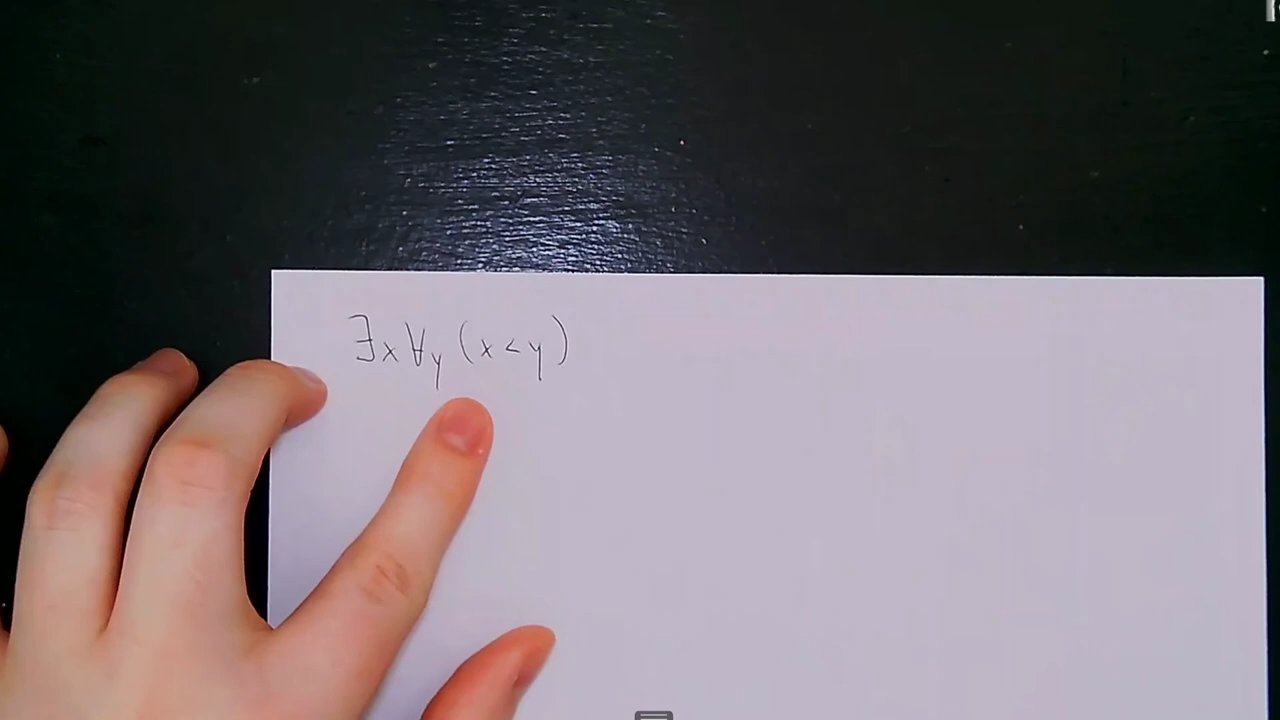 ∃x∀y (x < y)